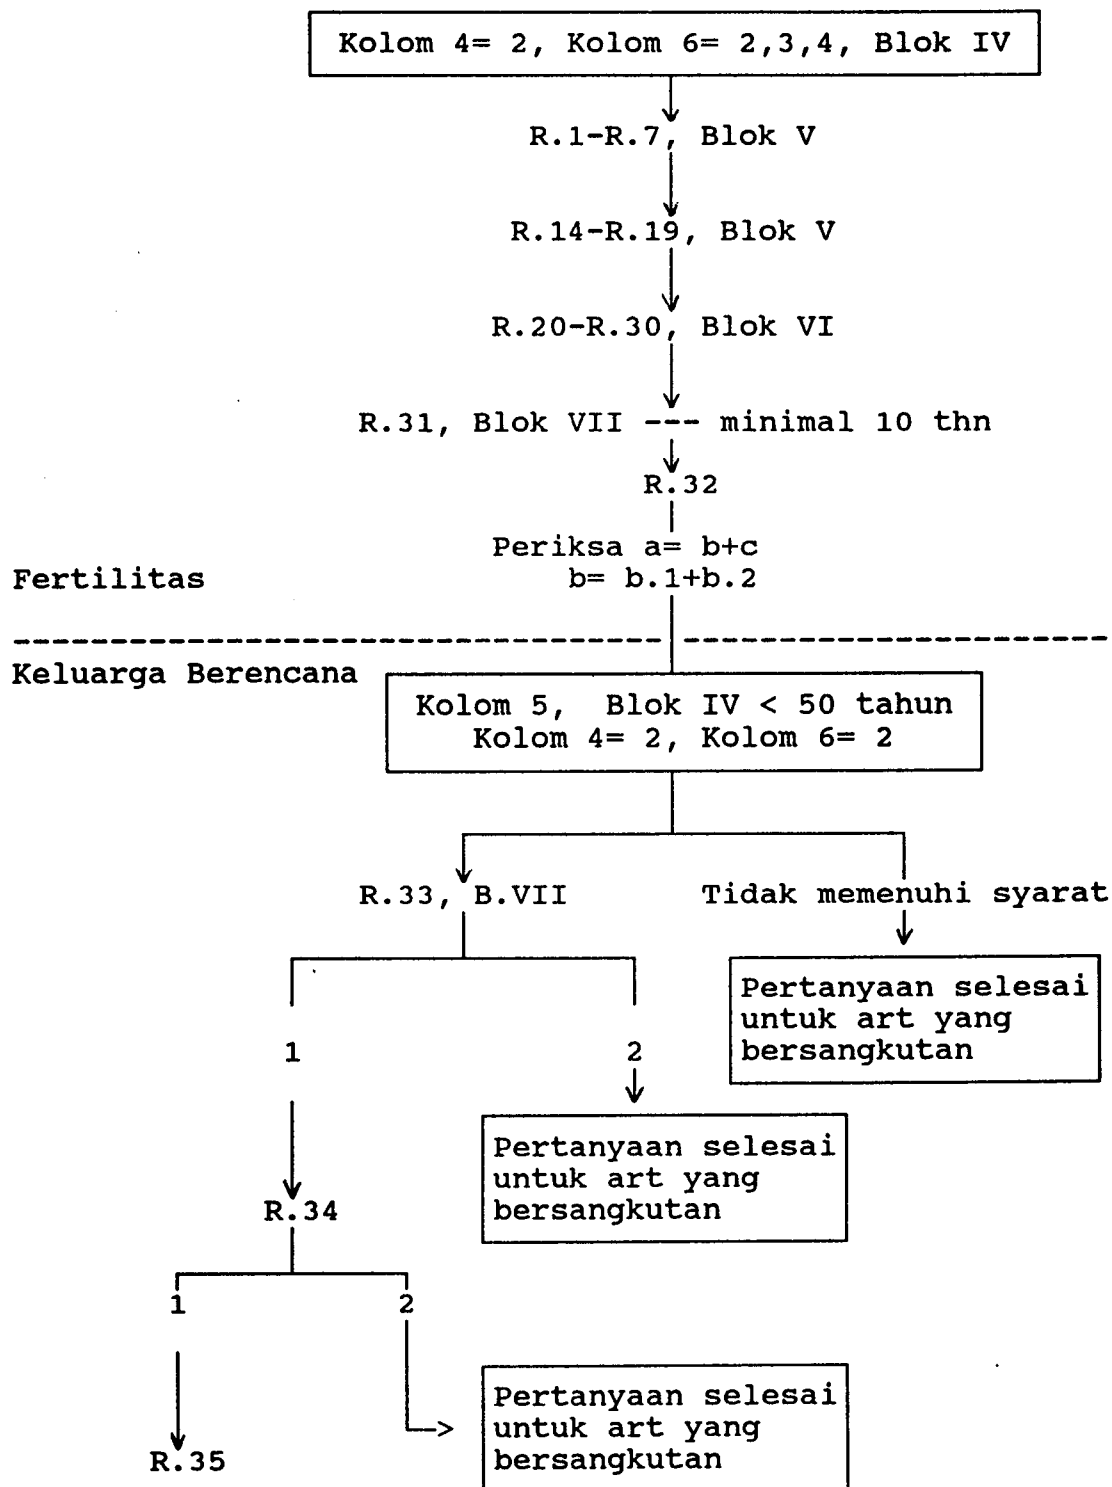 Kolom 4= 2, Kolom 6= 2,3,4, Blok IV
R.1-R.7, Blok V
R.14-R.19, Blok V
R.20-R.30, Blok VI
R.31, Blok VII --- minimal 10 thn
R.32
Periksa a= b+c
Fertilitas b= b.1+b.2
Keluarga Berencana
Kolom 5, Blok IV < 50 tahun
Kolom 4= 2, Kolom 6= 2
R.33, B.VII Tidak memenuhi syarat
Pertanyaan selesai
untuk art yang
bersangkutan
1 2
Pertanyaan selesai
untuk art yang
bersangkutan
R.34
1 2
Pertanyaan selesai
untuk art yang
bersangkutan
R.35